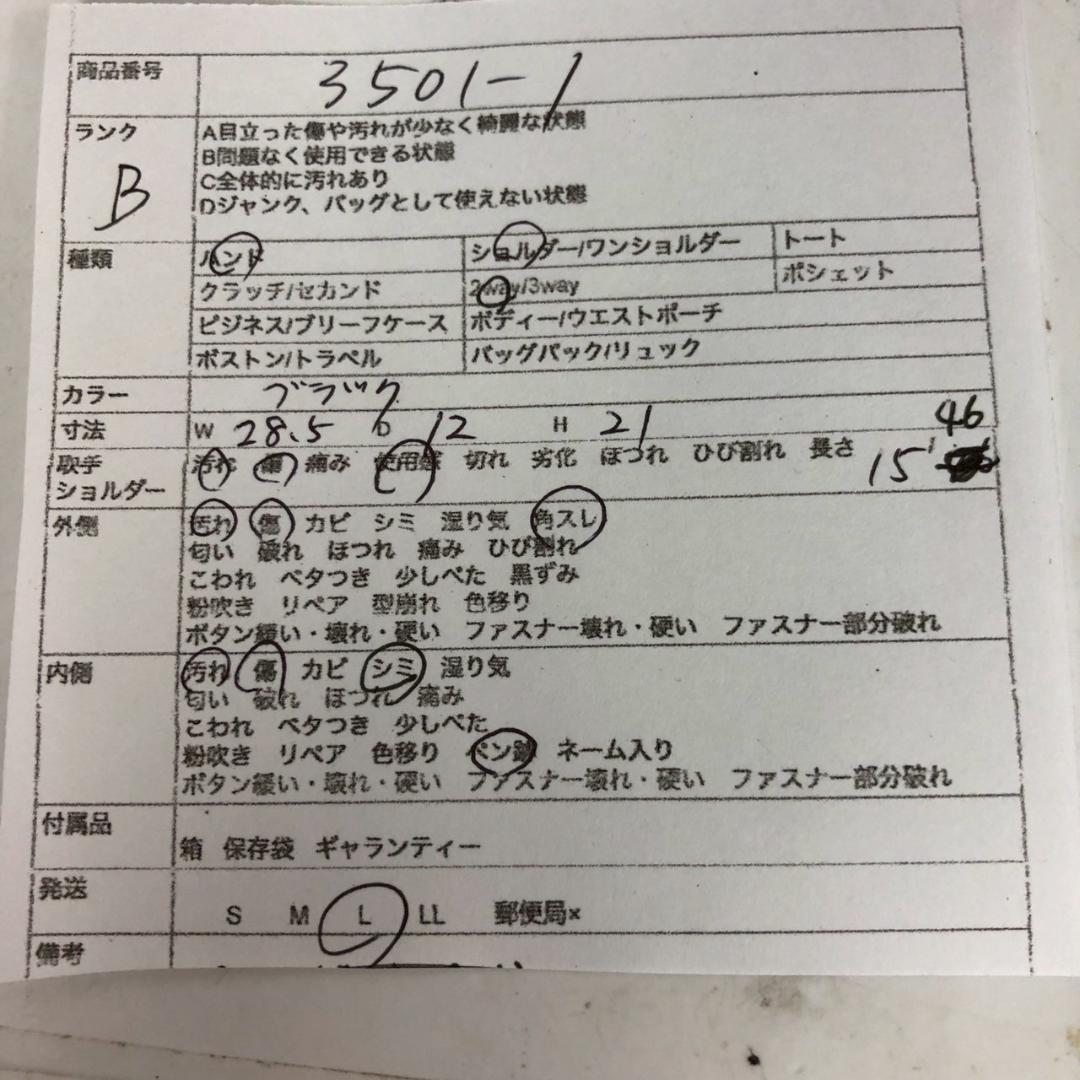 商品番号 3501-1
ランク A目立った傷や汚れが少なく綺麗な状態
B問題なく使用できる状態
B C全体的に汚れあり
Dジャンク、バッグとして使えない状態
種類 ハンド ショルダー/ワンショルダー トート
クラッチ/セカンド 2way/3way ポシェット
ビジネス/ブリーフケース ボディー/ウエストポーチ
ボストン/トラベル バッグパック/リュック
カラー ブラック
寸法 W 28.5 D 12 H 21 46
取手 汚れ 傷 痛み 使用感 切れ 劣化 ほつれ ひび割れ 長さ 15
ショルダー
外側 汚れ 傷 カビ シミ 湿り気 角スレ
匂い 破れ ほつれ 痛み ひび割れ
こわれ ベタつき 少しべた 黒ずみ
粉吹き リペア 型崩れ 色移り
ボタン緩い・壊れ・硬い ファスナー壊れ・硬い ファスナー部分破れ
内側 汚れ 傷 カビ シミ 湿り気
匂い 破れ ほつれ 痛み
こわれ ベタつき 少しべた
粉吹き リペア 色移り ペン跡 ネーム入り
ボタン緩い・壊れ・硬い ファスナー壊れ・硬い ファスナー部分破れ
付属品 箱 保存袋 ギャランティー
発送 S M L LL 郵便局×
備考